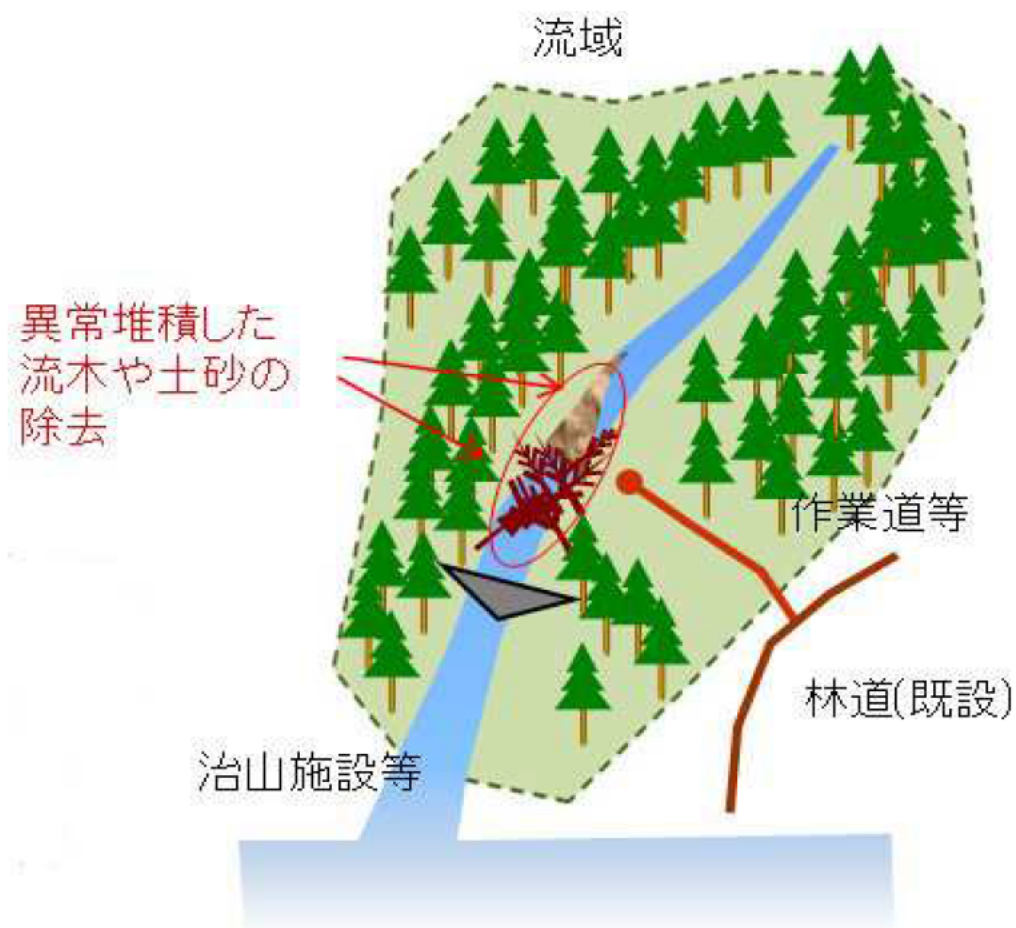 流域
異常堆積した
流木や土砂の
除去
作業道等
林道(既設)
治山施設等